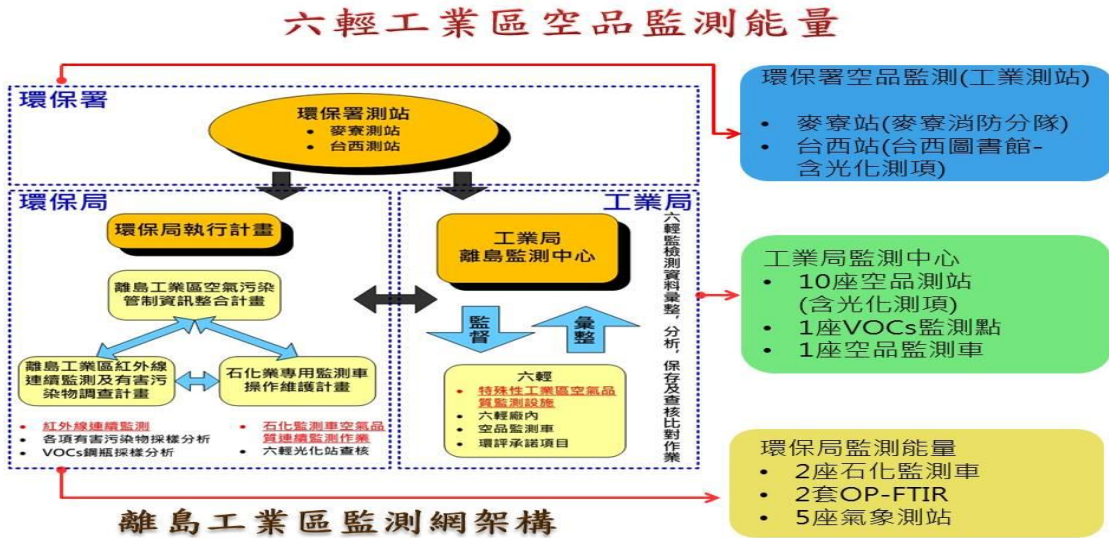 六輕工業區空品監測能量
環保署
環保署測站
• 麥寮測站
• 台西測站
環保局
環保局執行計畫
離島工業區空氣污染
管制資訊整合計畫
離島工業區紅外線
連續監測及有害污
染物調查計畫
石化業專用監測車
操作維護計畫
• 紅外線連續監測
• 各項有害污染物採樣分析
• VOCs鋼瓶採樣分析
• 石化監測車空氣品
質連續監測作業
• 六輕光化站查核
工業局
工業局
離島監測中心
監督
彙整
六輕
• 特殊性工業區空氣品
質監測設施
• 六輕廠內
• 空品監測車
• 環評承諾項目
六輕監檢測資料彙整,分析,保存及查核比對作業
離島工業區監測網架構
環保署空品監測(工業測站)
• 麥寮站(麥寮消防分隊)
• 台西站(台西圖書館-
含光化測項)
工業局監測中心
• 10座空品測站
(含光化測項)
• 1座VOCs監測點
• 1座空品監測車
環保局監測能量
• 2座石化監測車
• 2套OP-FTIR
• 5座氣象測站